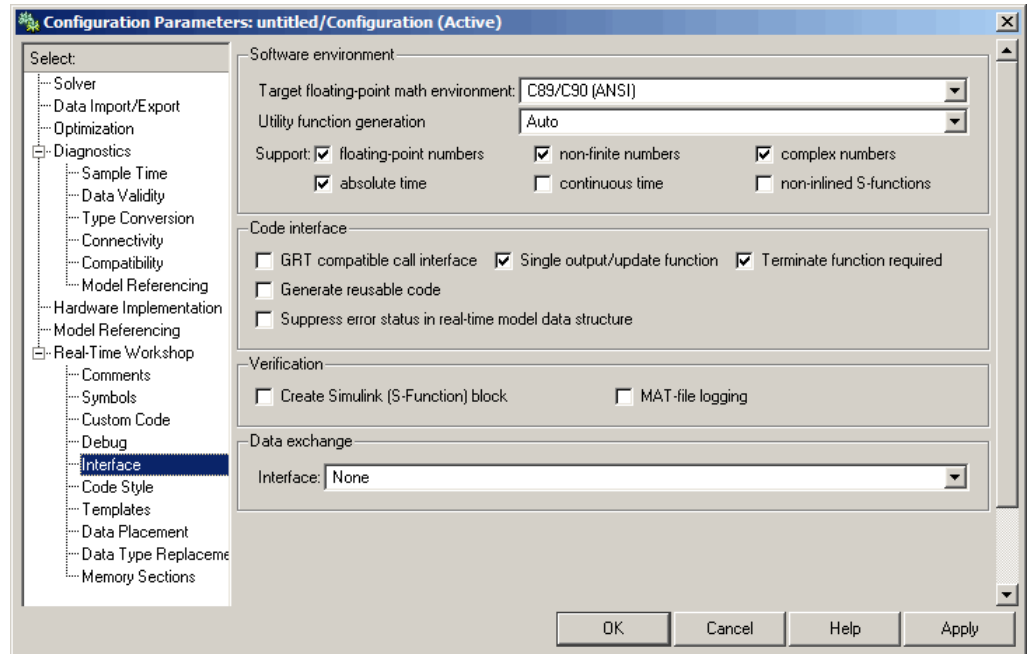 Configuration Parameters: untitled/Configuration (Active)
Select:
Solver
Data Import/Export
Optimization
Diagnostics
Sample Time
Data Validity
Type Conversion
Connectivity
Compatibility
Model Referencing
Hardware Implementation
Model Referencing
Real-Time Workshop
Comments
Symbols
Custom Code
Debug
Interface
Code Style
Templates
Data Placement
Data Type Replaceme
Memory Sections
Software environment
Target floating-point math environment: C89/C90 (ANSI)
Utility function generation Auto
Support: floating-point numbers non-finite numbers complex numbers
absolute time continuous time non-inlined S-functions
Code interface
GRT compatible call interface Single output/update function Terminate function required
Generate reusable code
Suppress error status in real-time model data structure
Verification
Create Simulink (S-Function) block MAT-file logging
Data exchange
Interface: None
OK Cancel Help Apply